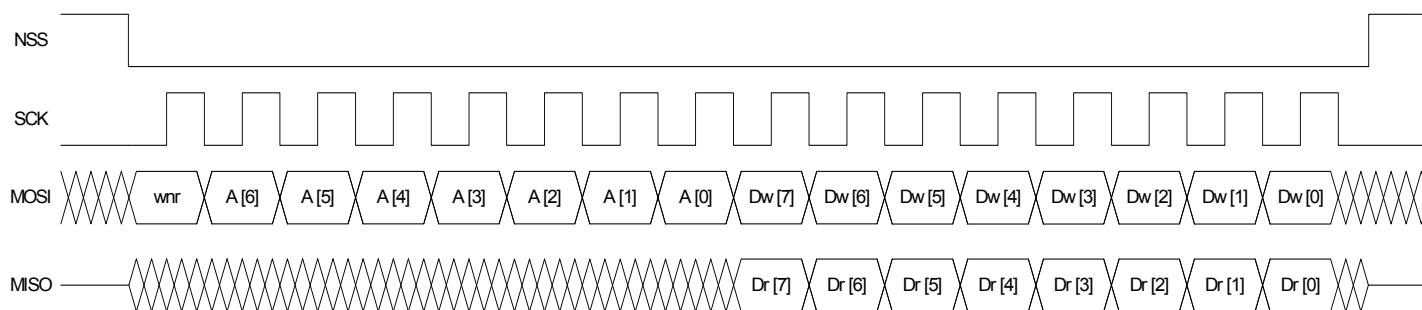 NSS
SCK
MOSI wnr A [6] A [5] A [4] A [3] A [2] A [1] A [0] Dw [7] Dw [6] Dw [5] Dw [4] Dw [3] Dw [2] Dw [1] Dw [0]
MISO Dr [7] Dr [6] Dr [5] Dr [4] Dr [3] Dr [2] Dr [1] Dr [0]